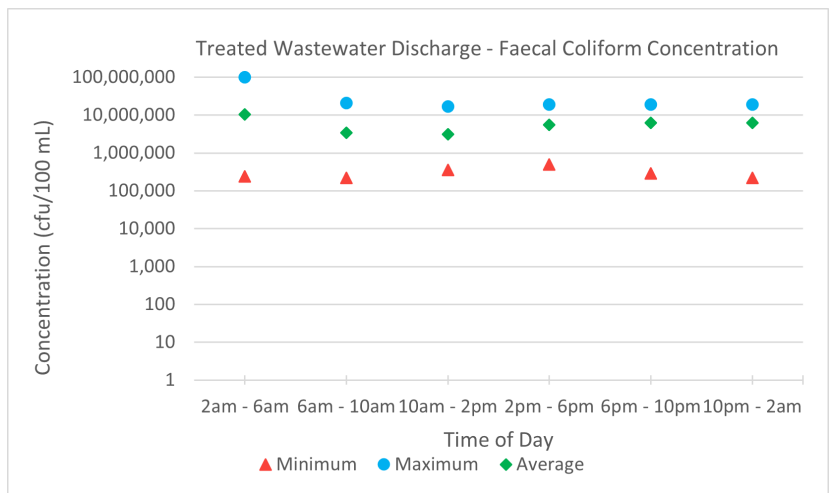 Treated Wastewater Discharge - Faecal Coliform Concentration
Concentration (cfu/100 mL)
100,000,000
10,000,000
1,000,000
100,000
10,000
1,000
100
10
1
2am - 6am 6am - 10am 10am - 2pm 2pm - 6pm 6pm - 10pm 10pm - 2am
Time of Day
Minimum Maximum Average